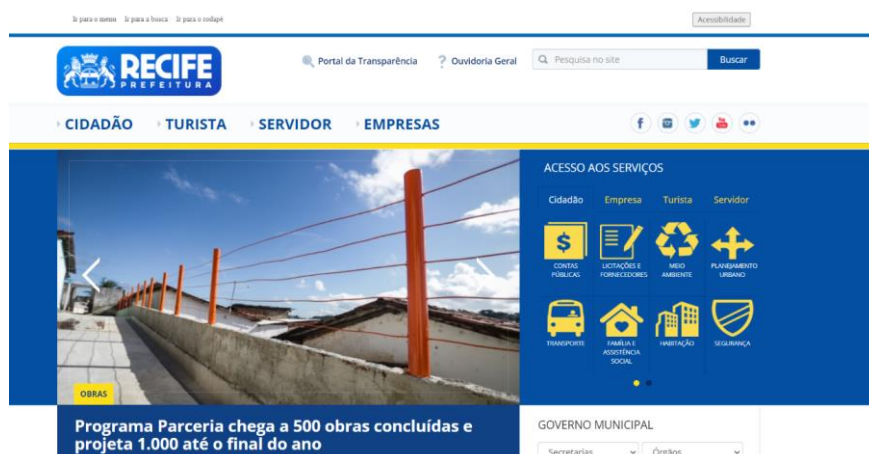 Ir para o menu Ir para a busca Ir para o rodapé
Acessibilidade
RECIFE
PREFEITURA
Portal da Transparência
Ouvidoria Geral
Pesquisa no site
Buscar
CIDADÃO
TURISTA
SERVIDOR
EMPRESAS
ACESSO AOS SERVIÇOS
Cidadão Empresa Turista Servidor
CONTAS
PÚBLICAS
LICITAÇÕES E
FORNECEDORES
MEIO
AMBIENTE
PLANEJAMENTO
URBANO
TRANSPORTE
FAMÍLIA E
ASSISTÊNCIA
SOCIAL
HABITAÇÃO
SEGURANÇA
OBRAS
Programa Parceria chega a 500 obras concluídas e
projeta 1.000 até o final do ano
GOVERNO MUNICIPAL
Secretarias
Órgãos